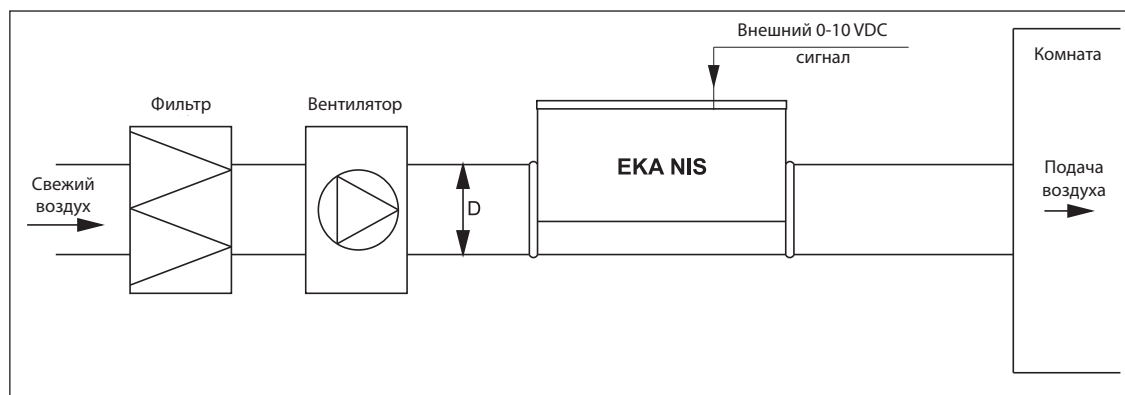 Внешний 0-10 VDC
сигнал
Комната
Фильтр
Вентилятор
EKA NIS
Свежий
воздух
D
Подача
воздуха